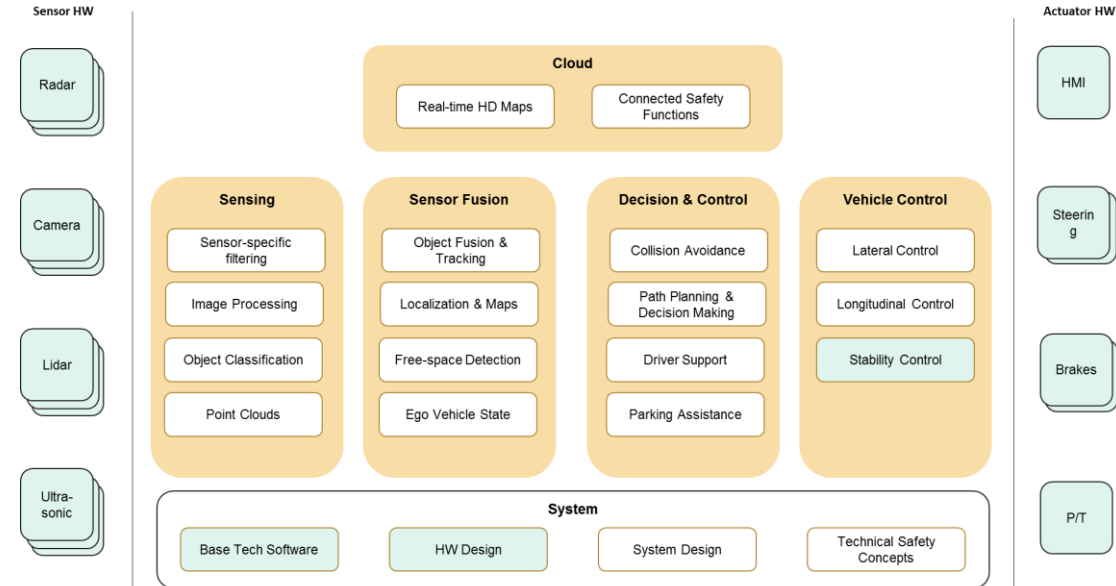 Sensor HW
Actuator HW
Radar
Camera
Lidar
Ultra-
sonic
Cloud
Real-time HD Maps
Connected Safety
Functions
Sensing
Sensor-specific
filtering
Image Processing
Object Classification
Point Clouds
Sensor Fusion
Object Fusion &
Tracking
Localization & Maps
Free-space Detection
Ego Vehicle State
Decision & Control
Collision Avoidance
Path Planning &
Decision Making
Driver Support
Parking Assistance
Vehicle Control
Lateral Control
Longitudinal Control
Stability Control
System
Base Tech Software
HW Design
System Design
Technical Safety
Concepts
HMI
Steerin
g
Brakes
P/T